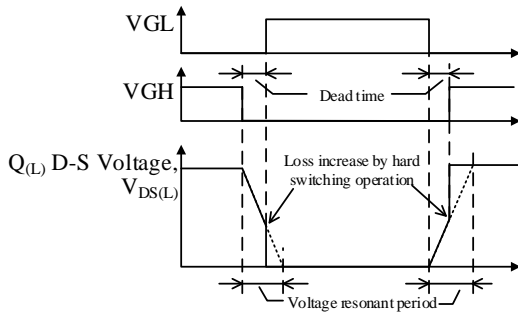 VGL
Dead time
VGH
Q(L) D-S Voltage,
VDS(L)
Loss increase by hard
switching operation
Voltage resonant period